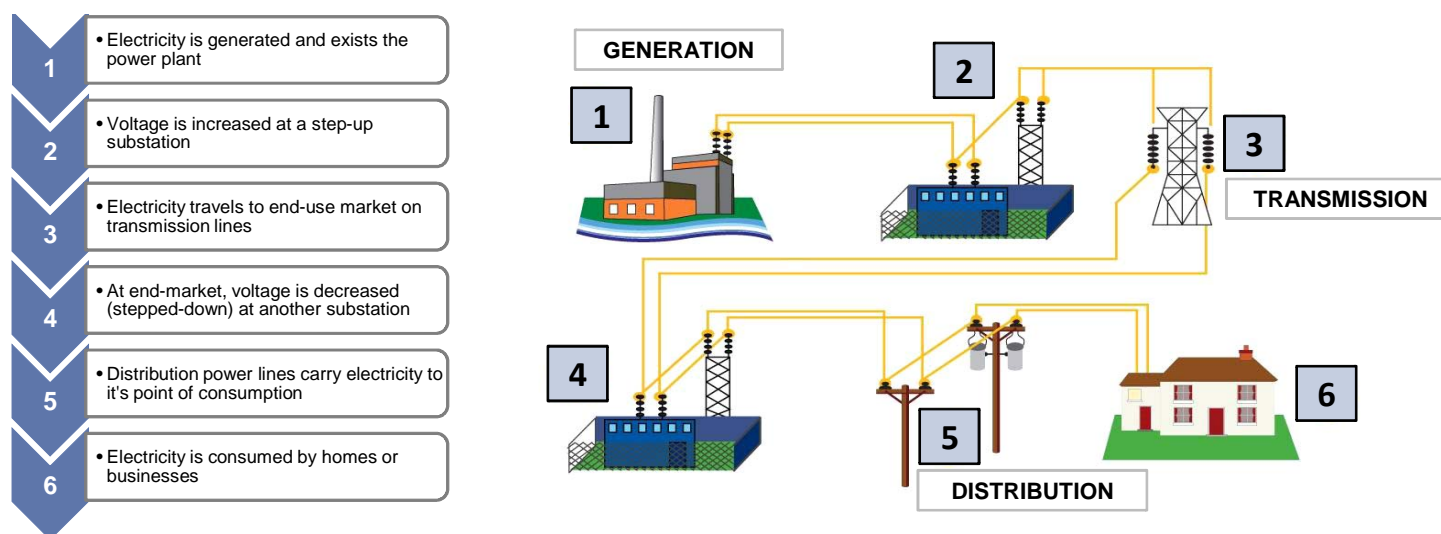 1
• Electricity is generated and exists the
power plant
2
• Voltage is increased at a step-up
substation
3
• Electricity travels to end-use market on
transmission lines
4
• At end-market, voltage is decreased
(stepped-down) at another substation
5
• Distribution power lines carry electricity to
it's point of consumption
6
• Electricity is consumed by homes or
businesses
GENERATION
1
2
3
TRANSMISSION
4
5
DISTRIBUTION
6